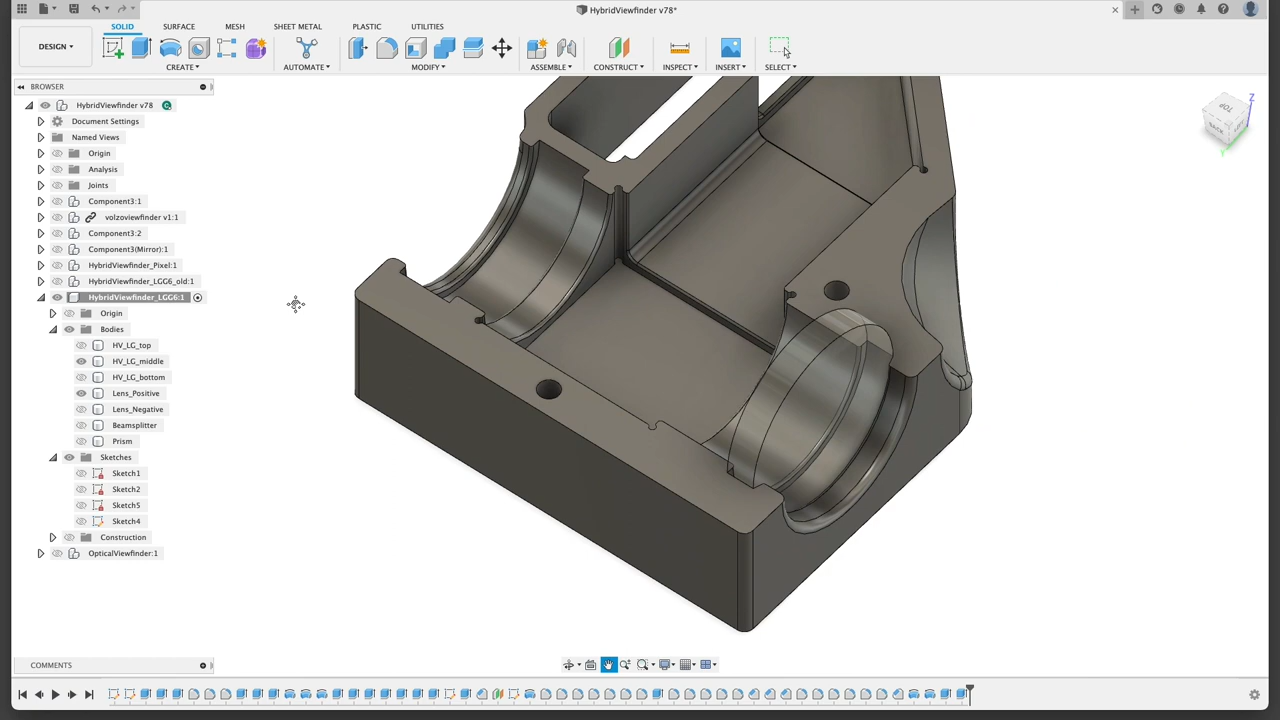 HybridViewfinder v78*
SOLID SURFACE MESH SHEET METAL PLASTIC UTILITIES
DESIGN
CREATE AUTOMATE MODIFY ASSEMBLE CONSTRUCT INSPECT INSERT SELECT
BROWSER
HybridViewfinder v78
Document Settings
Named Views
Origin
Analysis
Joints
Component3:1
volzoviewfinder v1:1
Component3:2
Component3(Mirror):1
HybridViewfinder_Pixel:1
HybridViewfinder_LGG6_old:1
HybridViewfinder_LGG6:1
Origin
Bodies
HV_LG_top
HV_LG_middle
HV_LG_bottom
Lens_Positive
Lens_Negative
Beamsplitter
Prism
Sketches
Sketch1
Sketch2
Sketch5
Sketch4
Construction
OpticalViewfinder:1
TOP
BACK
Z
COMMENTS